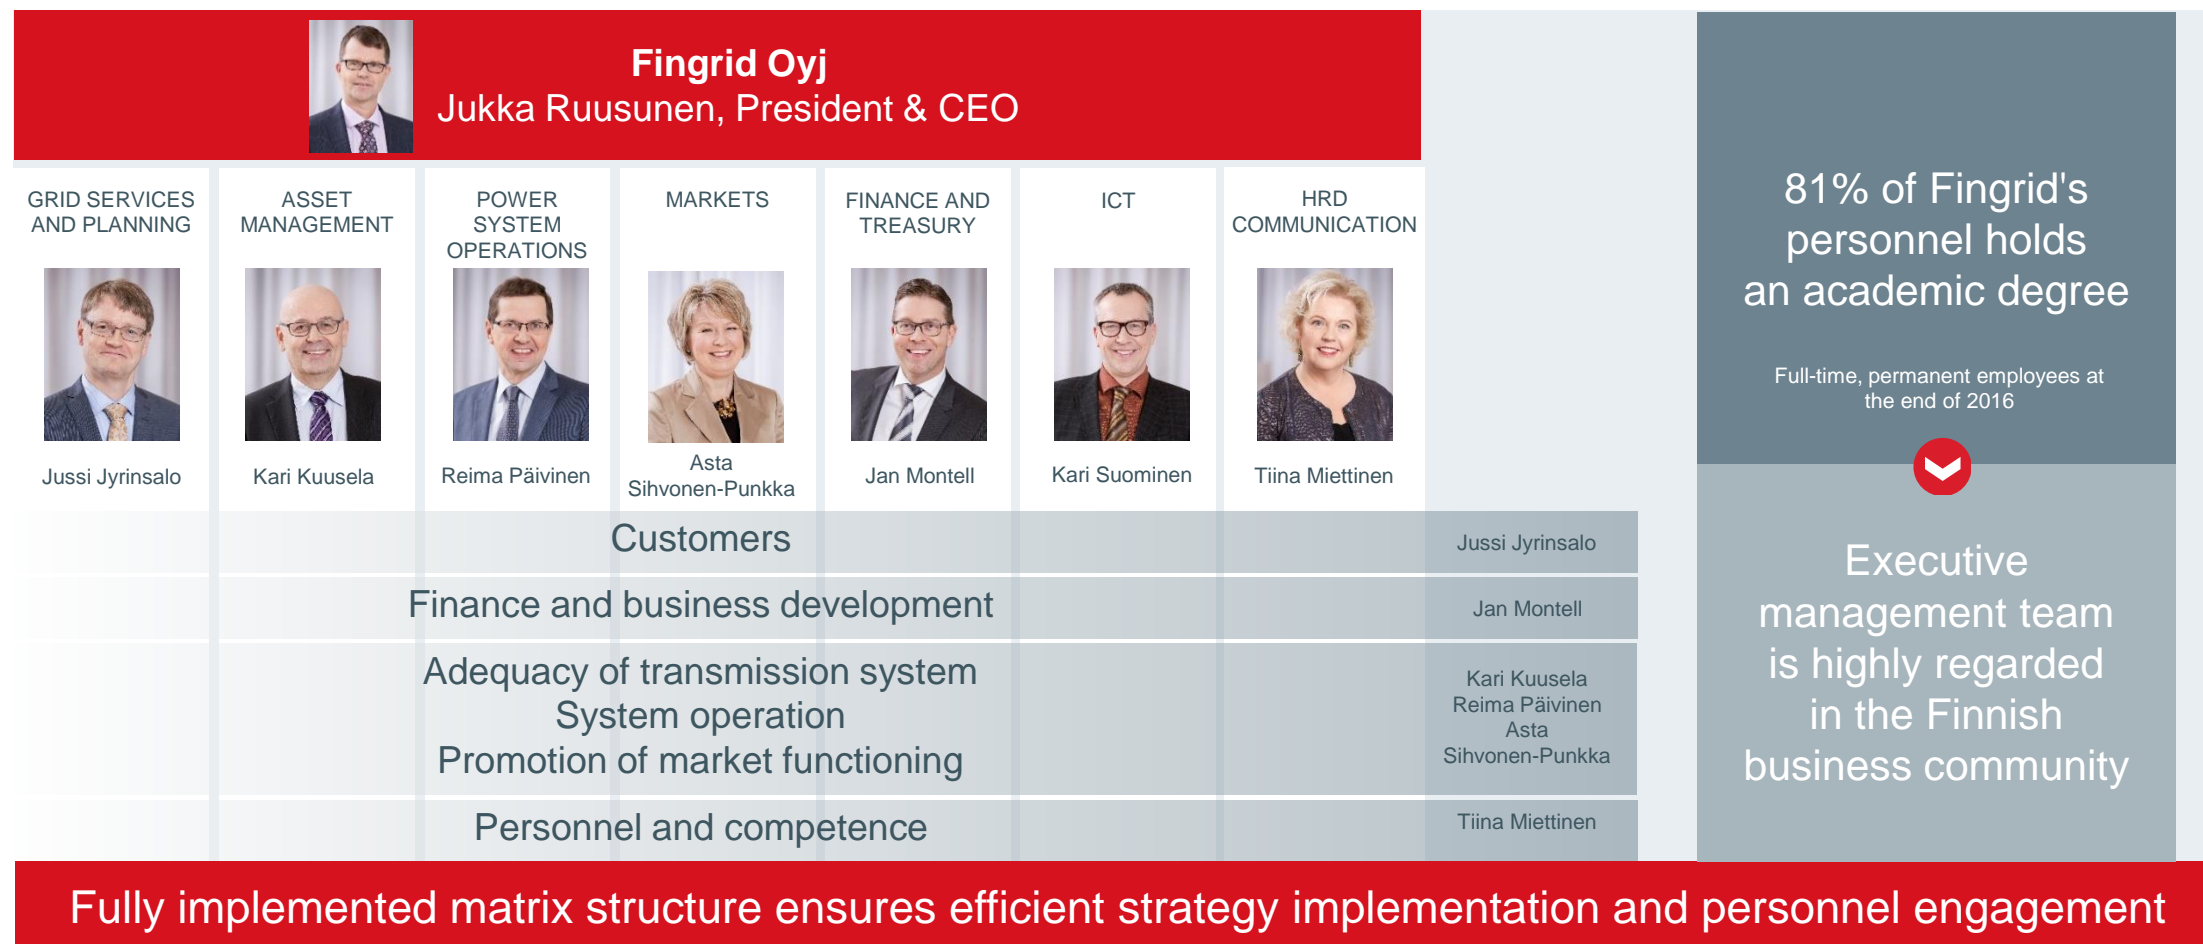 Fingrid Oyj
Jukka Ruusunen, President & CEO
GRID SERVICES
AND PLANNING
ASSET
MANAGEMENT
POWER
SYSTEM
OPERATIONS
MARKETS
FINANCE AND
TREASURY
ICT
HRD
COMMUNICATION
Jussi Jyrinsalo
Kari Kuusela
Reima Päivinen
Asta
Sihvonen-Punkka
Jan Montell
Kari Suominen
Tiina Miettinen
Customers
Jussi Jyrinsalo
Finance and business development
Jan Montell
Adequacy of transmission system
System operation
Promotion of market functioning
Kari Kuusela
Reima Päivinen
Asta
Sihvonen-Punkka
Personnel and competence
Tiina Miettinen
81% of Fingrid's
personnel holds
an academic degree
Full-time, permanent employees at
the end of 2016
Executive
management team
is highly regarded
in the Finnish
business community
Fully implemented matrix structure ensures efficient strategy implementation and personnel engagement